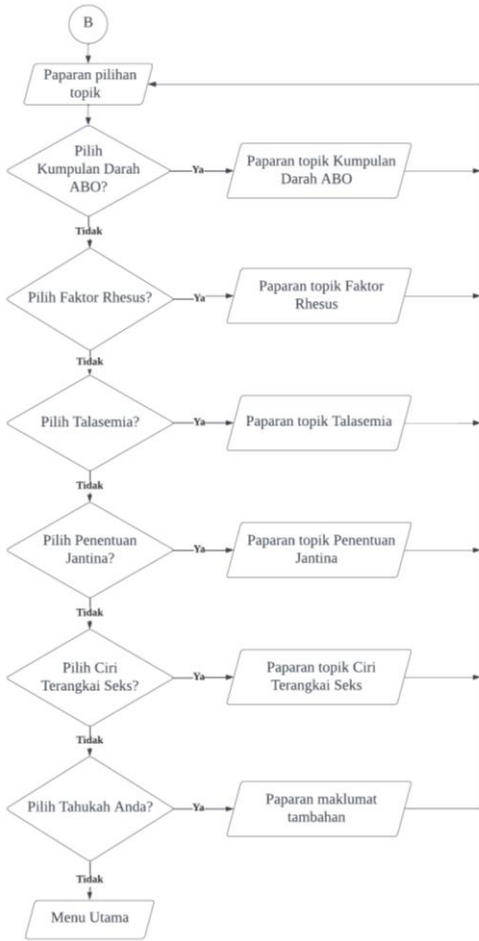 B
Paparan pilihan
topik
Pilih
Kumpulan Darah
ABO?
Ya
Paparan topik Kumpulan
Darah ABO
Tidak
Pilih Faktor Rhesus?
Ya
Paparan topik Faktor
Rhesus
Tidak
Pilih Talasemia?
Ya
Paparan topik Talasemia
Tidak
Pilih Penentuan
Jantina?
Ya
Paparan topik Penentuan
Jantina
Tidak
Pilih Ciri
Terangkai Seks?
Ya
Paparan topik Ciri
Terangkai Seks
Tidak
Pilih Tahukah Anda?
Ya
Paparan maklumat
tambahan
Tidak
Menu Utama